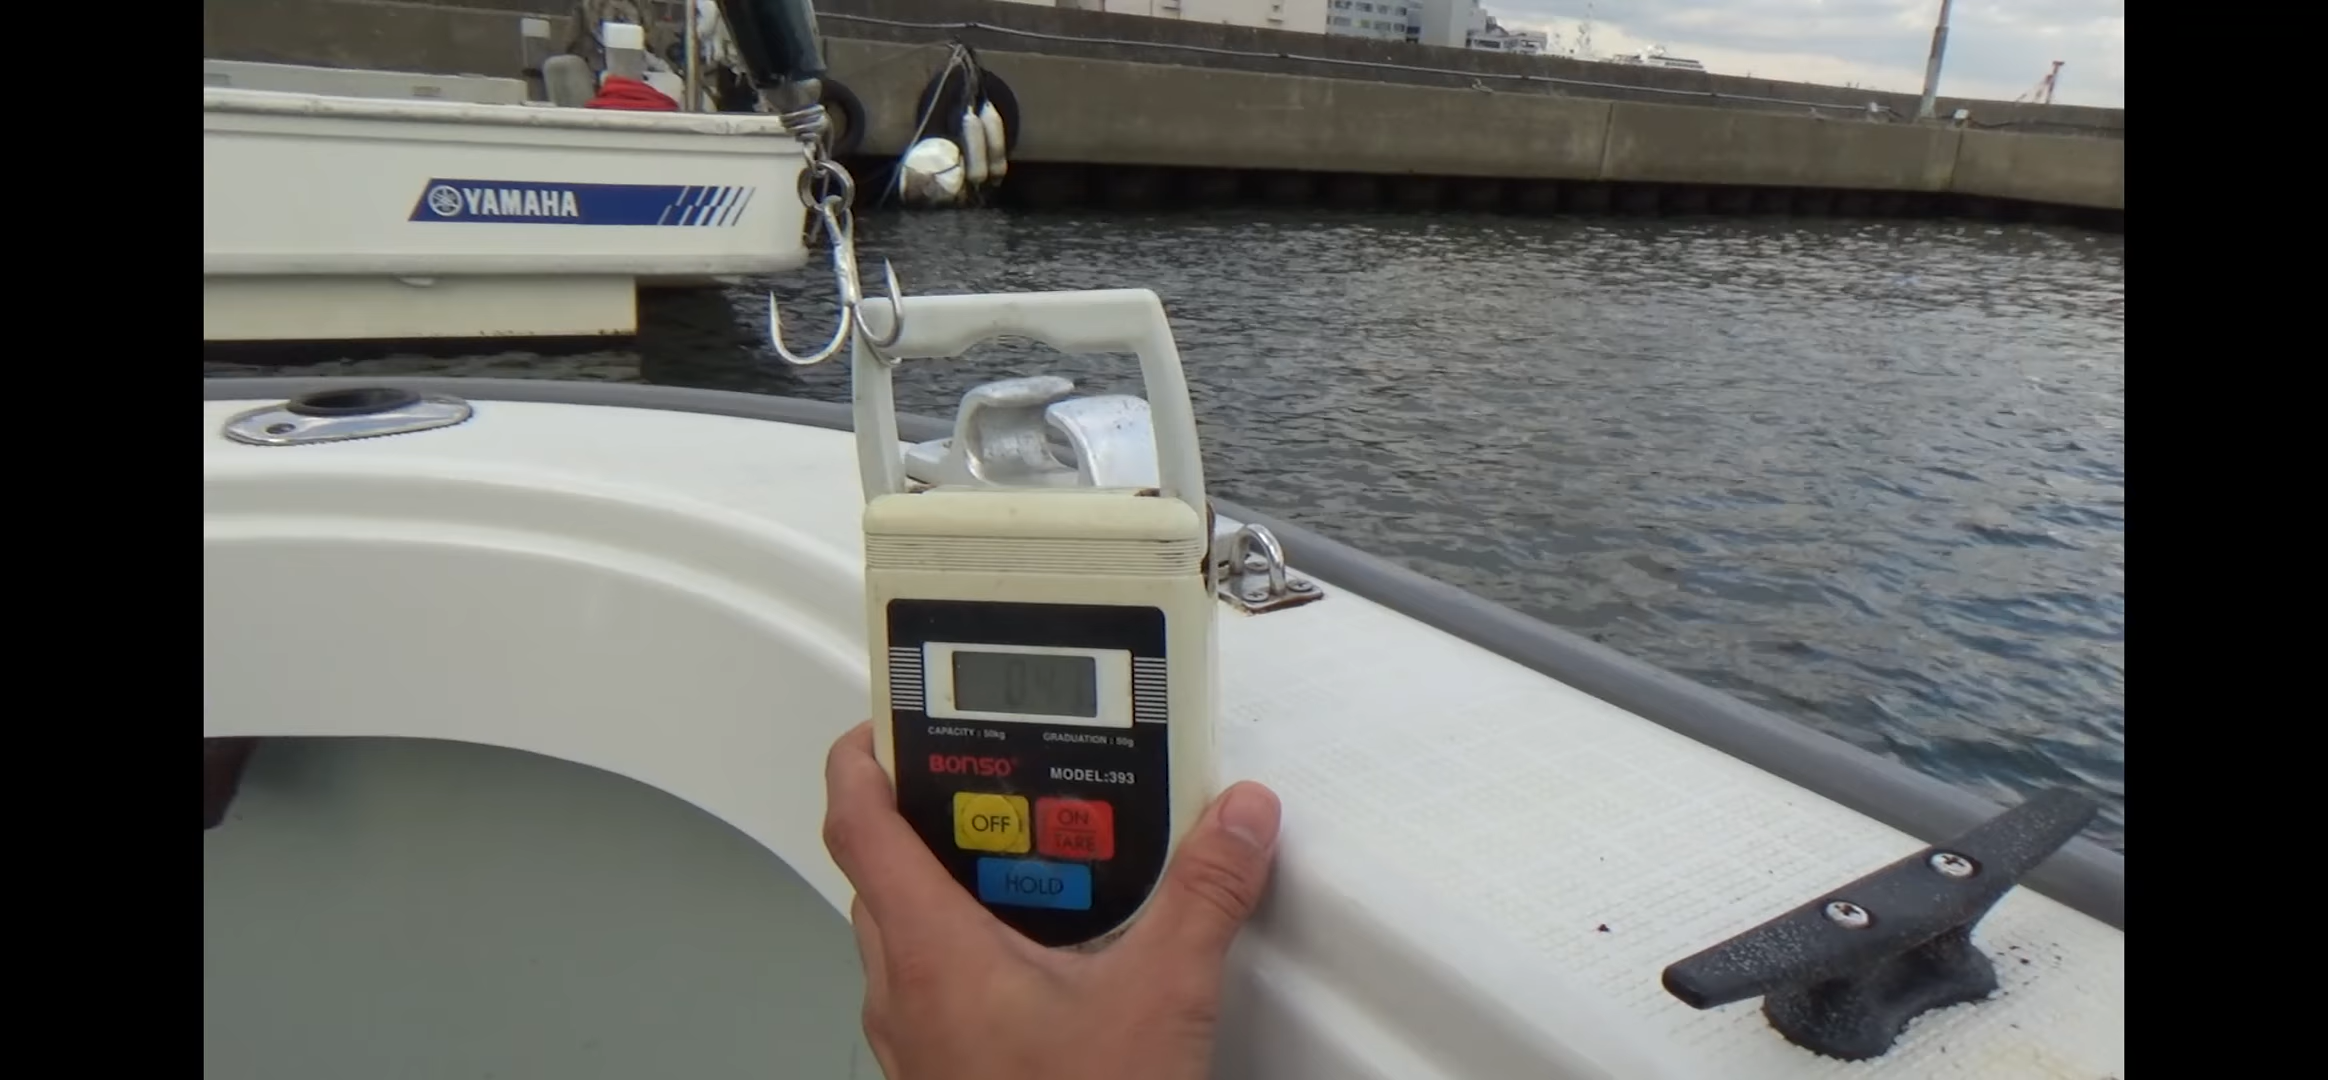 YAMAHA
CAPACITY : 50kg GRADUATION : 50g
BONSO® MODEL:393
OFF ON
TARE
HOLD